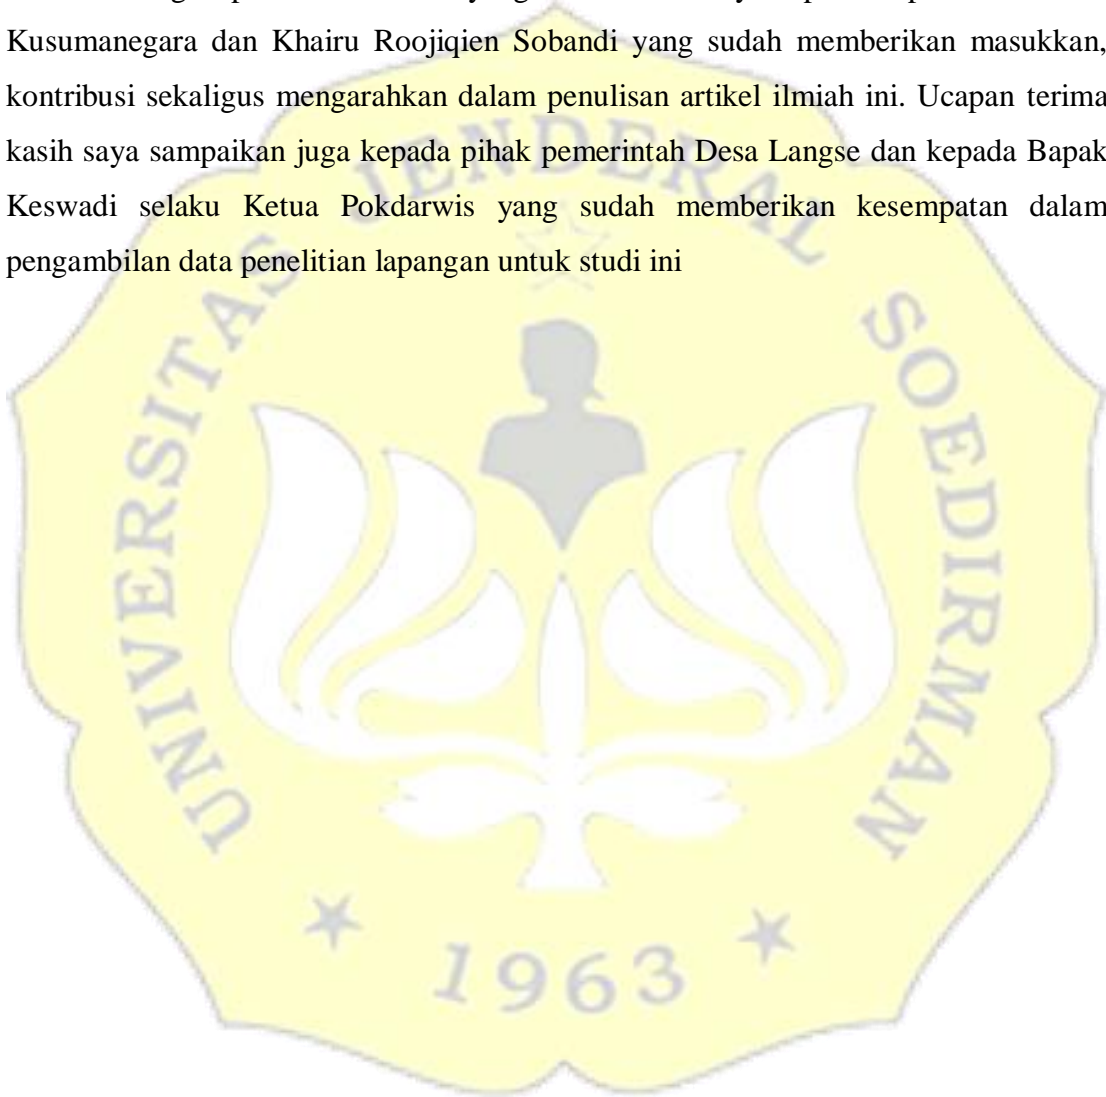 Kusumanegara dan Khairu Roojiqien Sobandi yang sudah memberikan masukkan,
kontribusi sekaligus mengarahkan dalam penulisan artikel ilmiah ini. Ucapan terima
kasih saya sampaikan juga kepada pihak pemerintah Desa Langse dan kepada Bapak
Keswadi selaku Ketua Pokdarwis yang sudah memberikan kesempatan dalam
pengambilan data penelitian lapangan untuk studi ini
UNIVERSITAS JENDERAL SOEDIRMAN
1963